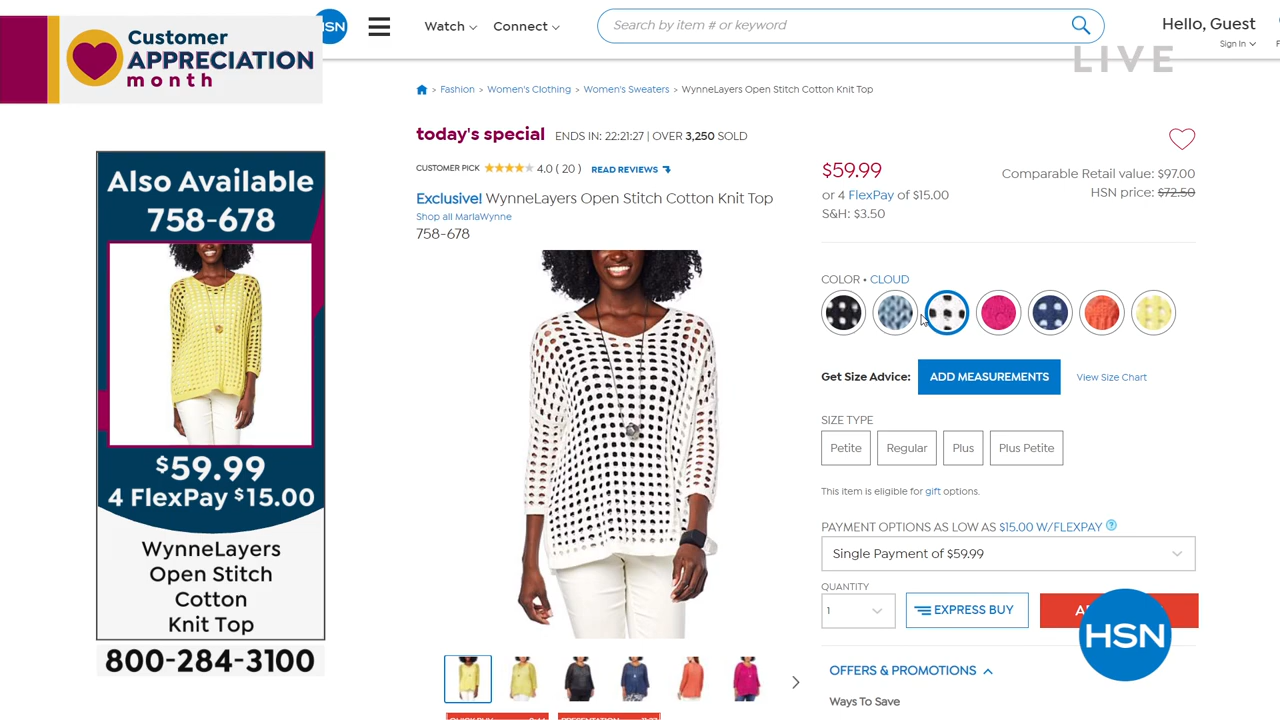 Customer
APPRECIATION
month
HSN
Watch
Connect
Search by item # or keyword
Hello, Guest
Sign In
LIVE
> Fashion > Women's Clothing > Women's Sweaters > WynneLayers Open Stitch Cotton Knit Top
today's special ENDS IN: 22:21:27 | OVER 3,250 SOLD
CUSTOMER PICK 4.0 ( 20 ) READ REVIEWS
Exclusive! WynneLayers Open Stitch Cotton Knit Top
Shop all MarlaWynne
758-678
$59.99
or 4 FlexPay of $15.00
S&H: $3.50
Comparable Retail value: $97.00
HSN price: $72.50
COLOR • CLOUD
Get Size Advice: ADD MEASUREMENTS View Size Chart
SIZE TYPE
Petite Regular Plus Plus Petite
This item is eligible for gift options.
PAYMENT OPTIONS AS LOW AS $15.00 W/FLEXPAY ?
Single Payment of $59.99
QUANTITY
1
EXPRESS BUY
HSN
OFFERS & PROMOTIONS
Ways To Save
Also Available
758-678
$59.99
4 FlexPay $15.00
WynneLayers
Open Stitch
Cotton
Knit Top
800-284-3100